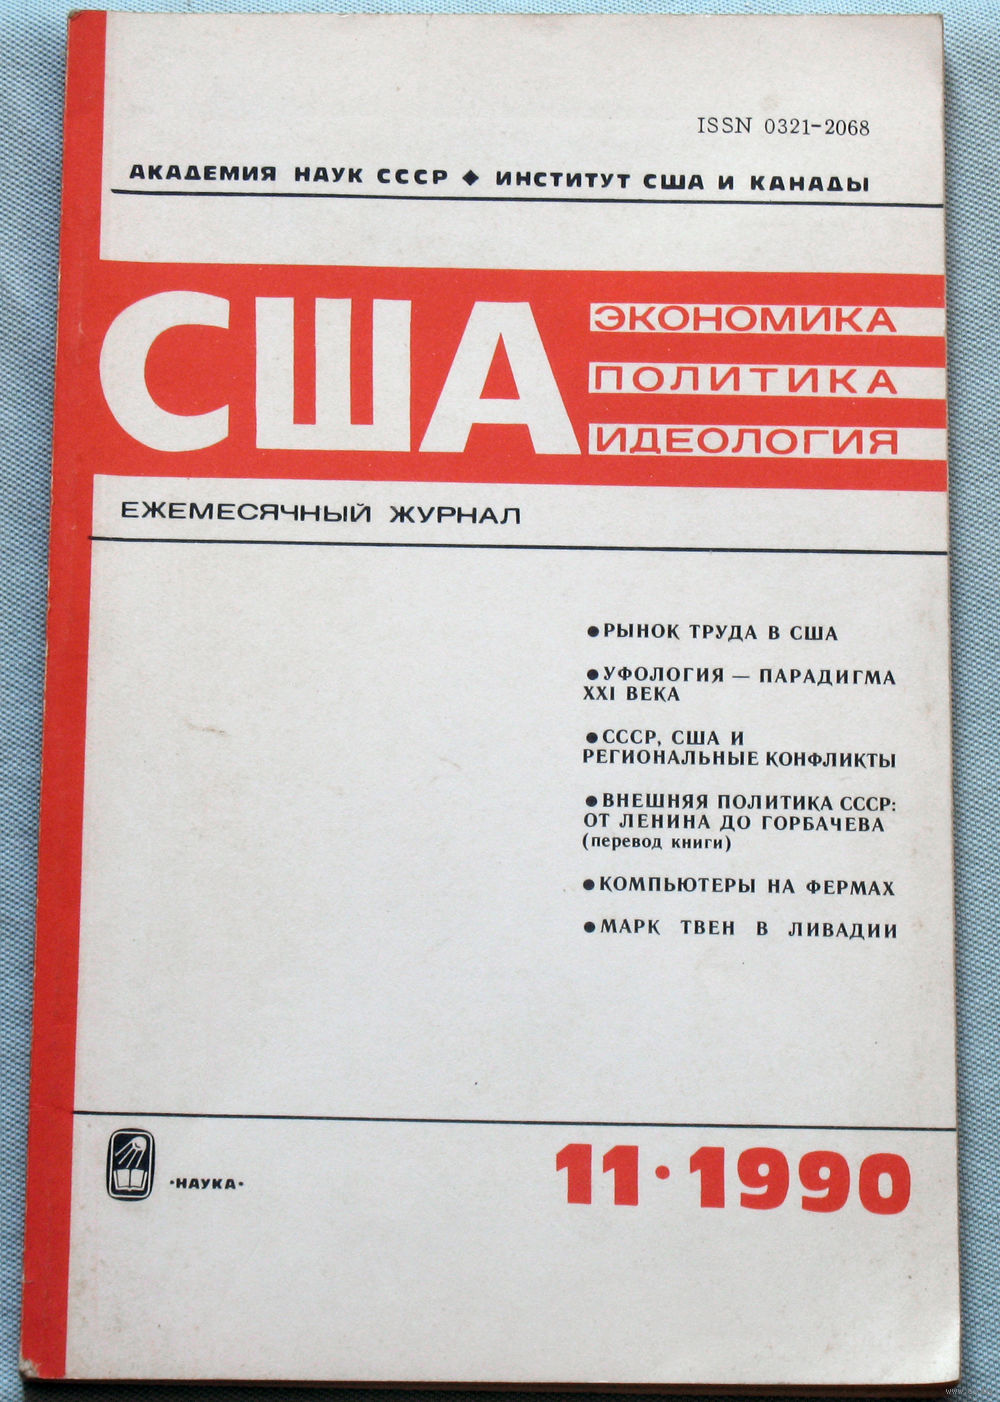 ISSN 0321-2068
АКАДЕМИЯ НАУК СССР ◆ ИНСТИТУТ США И КАНАДЫ
США
ЭКОНОМИКА
ПОЛИТИКА
ИДЕОЛОГИЯ
ЕЖЕМЕСЯЧНЫЙ ЖУРНАЛ
●РЫНОК ТРУДА В США
●УФОЛОГИЯ — ПАРАДИГМА
XXI ВЕКА
●СССР, США И
РЕГИОНАЛЬНЫЕ КОНФЛИКТЫ
●ВНЕШНЯЯ ПОЛИТИКА СССР:
ОТ ЛЕНИНА ДО ГОРБАЧЕВА
(перевод книги)
●КОМПЬЮТЕРЫ НА ФЕРМАХ
●МАРК ТВЕН В ЛИВАДИИ
·НАУКА·
11·1990